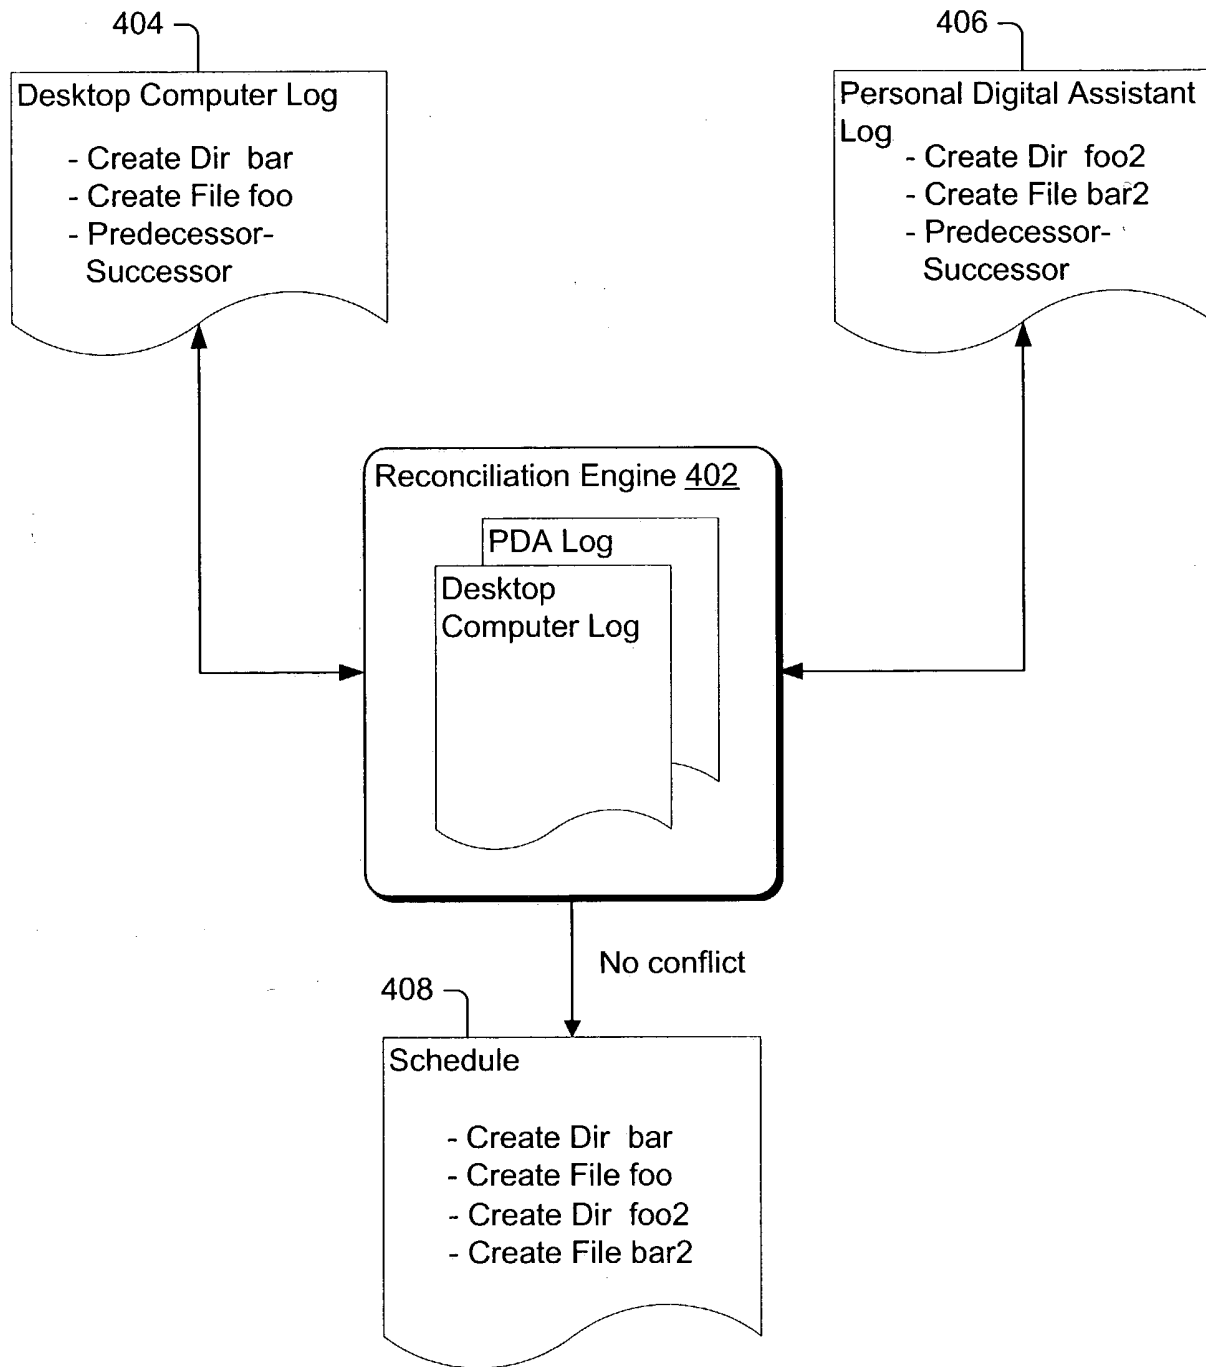 404
Desktop Computer Log
- Create Dir bar
- Create File foo
- Predecessor-
Successor
406
Personal Digital Assistant
Log
- Create Dir foo2
- Create File bar2
- Predecessor-
Successor
Reconciliation Engine 402
PDA Log
Desktop
Computer Log
No conflict
408
Schedule
- Create Dir bar
- Create File foo
- Create Dir foo2
- Create File bar2